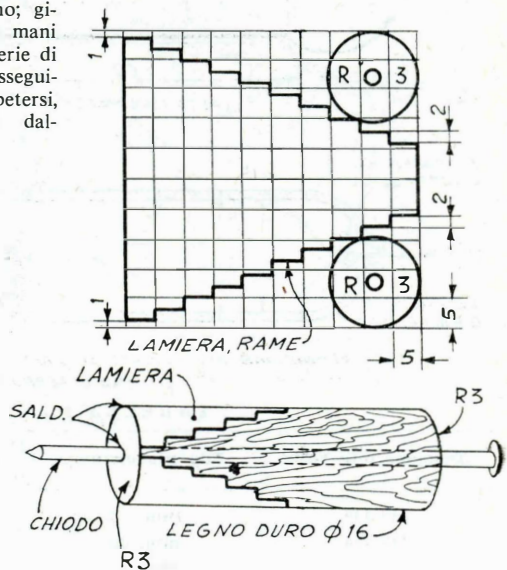 no; gi-
mani
erie di
ssegui-
petersi,
dal-
1
R 3
2
2
R 3
1
5
5
LAMIERA, RAME
LAMIERA
SALD.
R3
CHIODO
LEGNO DURO ϕ16
R3